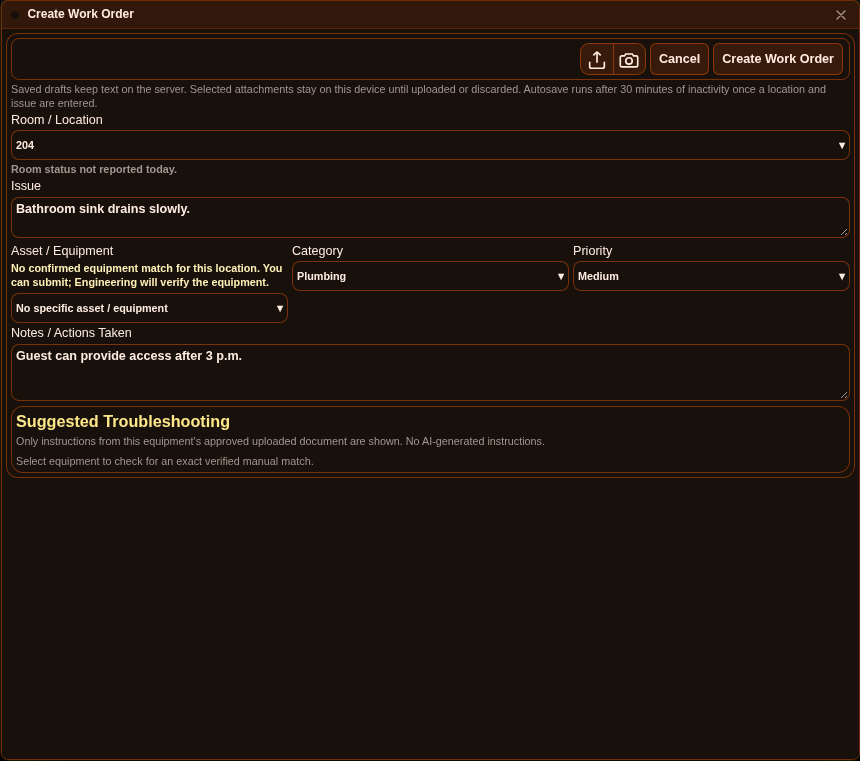 Create Work Order
Cancel
Create Work Order
Saved drafts keep text on the server. Selected attachments stay on this device until uploaded or discarded. Autosave runs after 30 minutes of inactivity once a location and
issue are entered.
Room / Location
204
Room status not reported today.
Issue
Bathroom sink drains slowly.
Asset / Equipment
No confirmed equipment match for this location. You
can submit; Engineering will verify the equipment.
No specific asset / equipment
Category
Plumbing
Priority
Medium
Notes / Actions Taken
Guest can provide access after 3 p.m.
Suggested Troubleshooting
Only instructions from this equipment's approved uploaded document are shown. No AI-generated instructions.
Select equipment to check for an exact verified manual match.